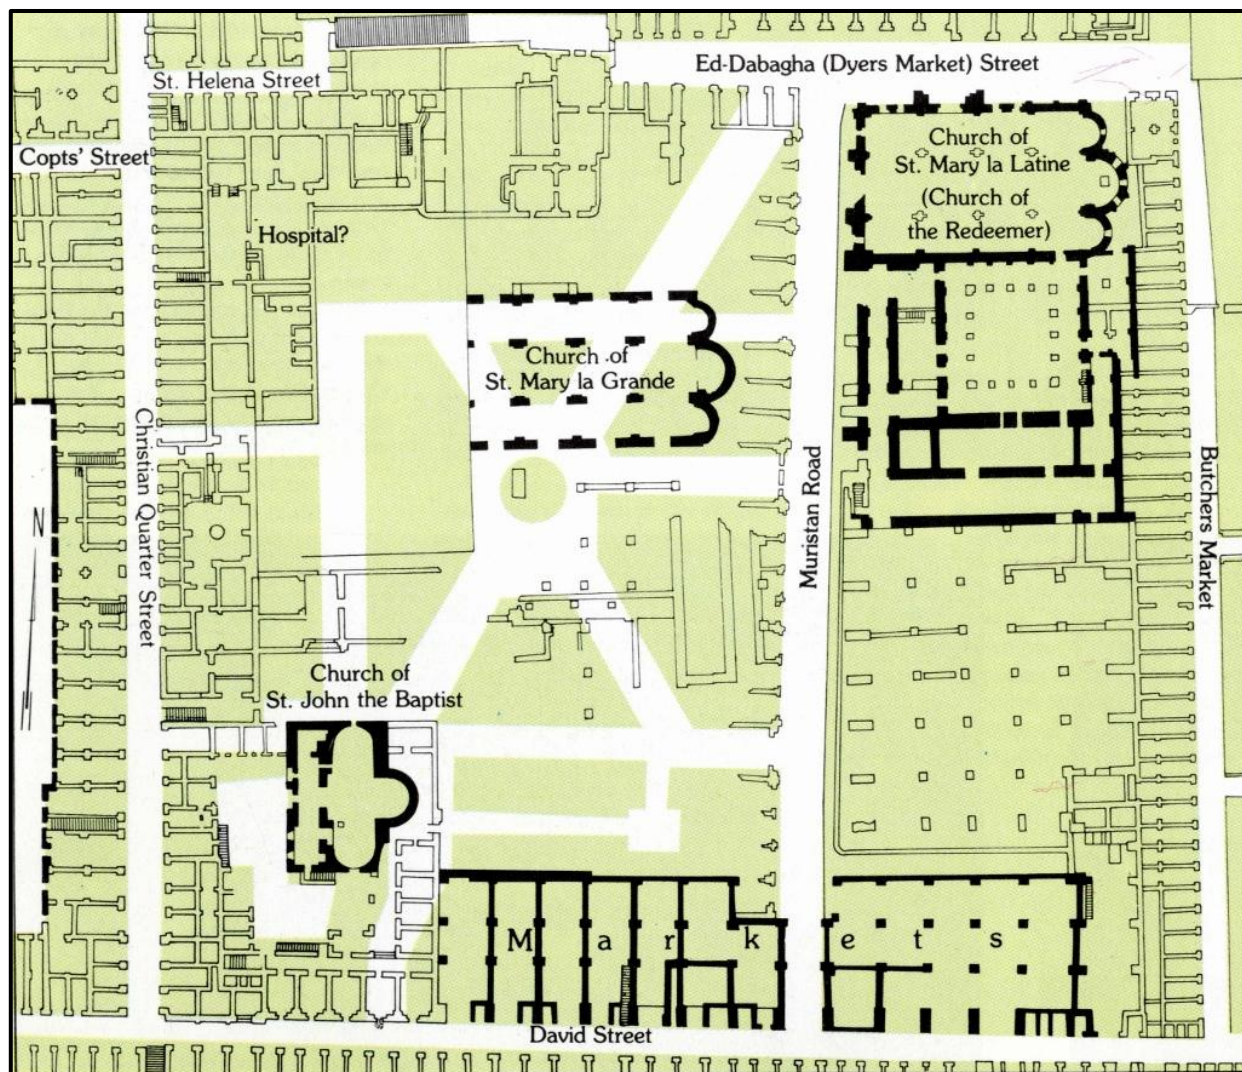 Ed-Dabagha (Dyers Market) Street
St. Helena Street
Copts' Street
Church of
St. Mary la Latine
(Church of
the Redeemer)
Hospital?
Church of
St. Mary la Grande
Christian Quarter Street
Muristan Road
Butchers Market
N
Church of
St. John the Baptist
Markets
David Street